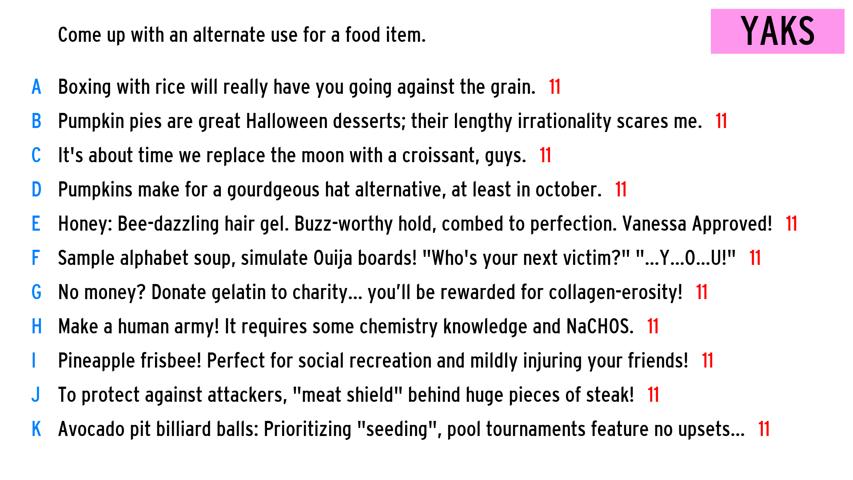 Come up with an alternate use for a food item.
YAKS
A Boxing with rice will really have you going against the grain. 11
B Pumpkin pies are great Halloween desserts; their lengthy irrationality scares me. 11
C It's about time we replace the moon with a croissant, guys. 11
D Pumpkins make for a gourdgeous hat alternative, at least in october. 11
E Honey: Bee-dazzling hair gel. Buzz-worthy hold, combed to perfection. Vanessa Approved! 11
F Sample alphabet soup, simulate Ouija boards! "Who's your next victim?" "...Y...O...U!" 11
G No money? Donate gelatin to charity... you’ll be rewarded for collagen-erosity! 11
H Make a human army! It requires some chemistry knowledge and NaCHOS. 11
I Pineapple frisbee! Perfect for social recreation and mildly injuring your friends! 11
J To protect against attackers, "meat shield" behind huge pieces of steak! 11
K Avocado pit billiard balls: Prioritizing "seeding", pool tournaments feature no upsets... 11